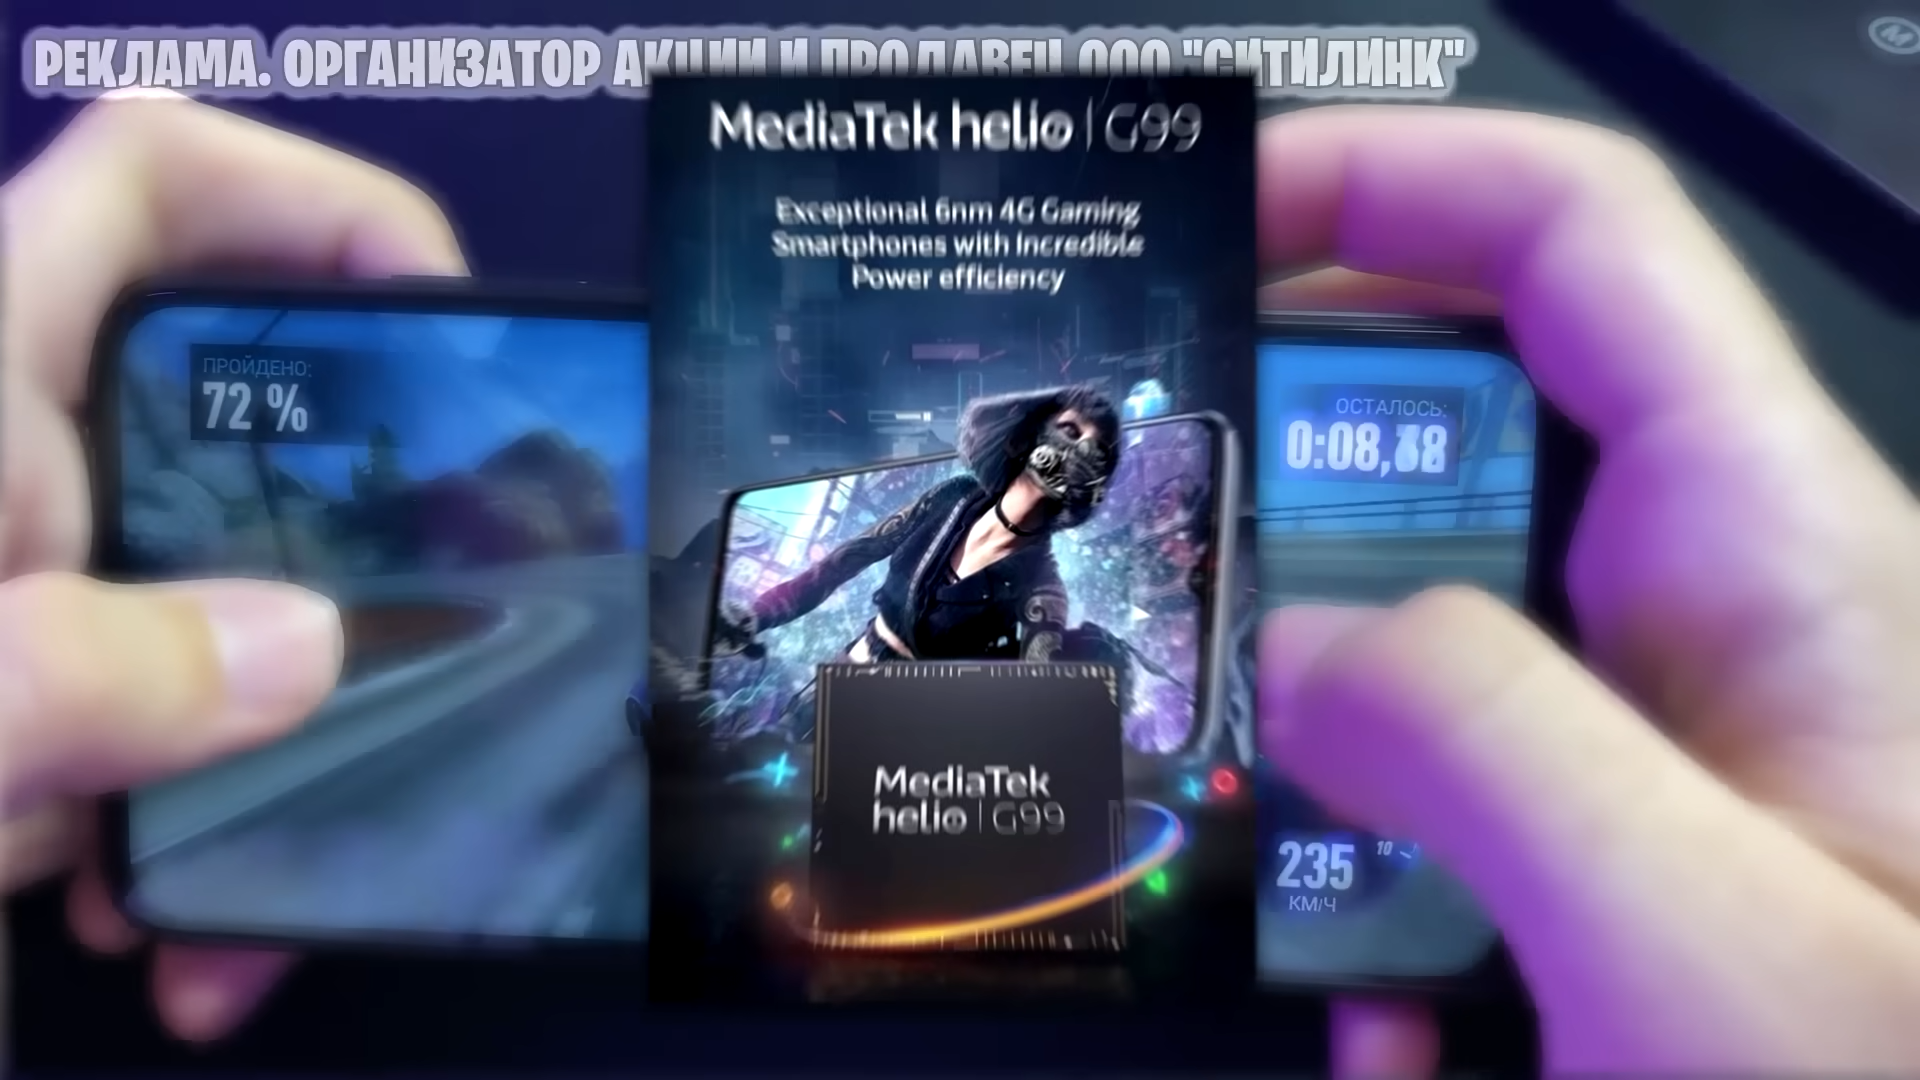 РЕКЛАМА. ОРГАНИЗАТОР АКЦИИ И ПРОДАВЕЦ ООО "СИТИЛИНК"
MediaTek helio | G99
Exceptional 6nm 4G Gaming
Smartphones with Incredible
Power efficiency
ПРОЙДЕНО:
72 %
ОСТАЛОСЬ:
MediaTek
helio | G99
235
10
КМ/Ч